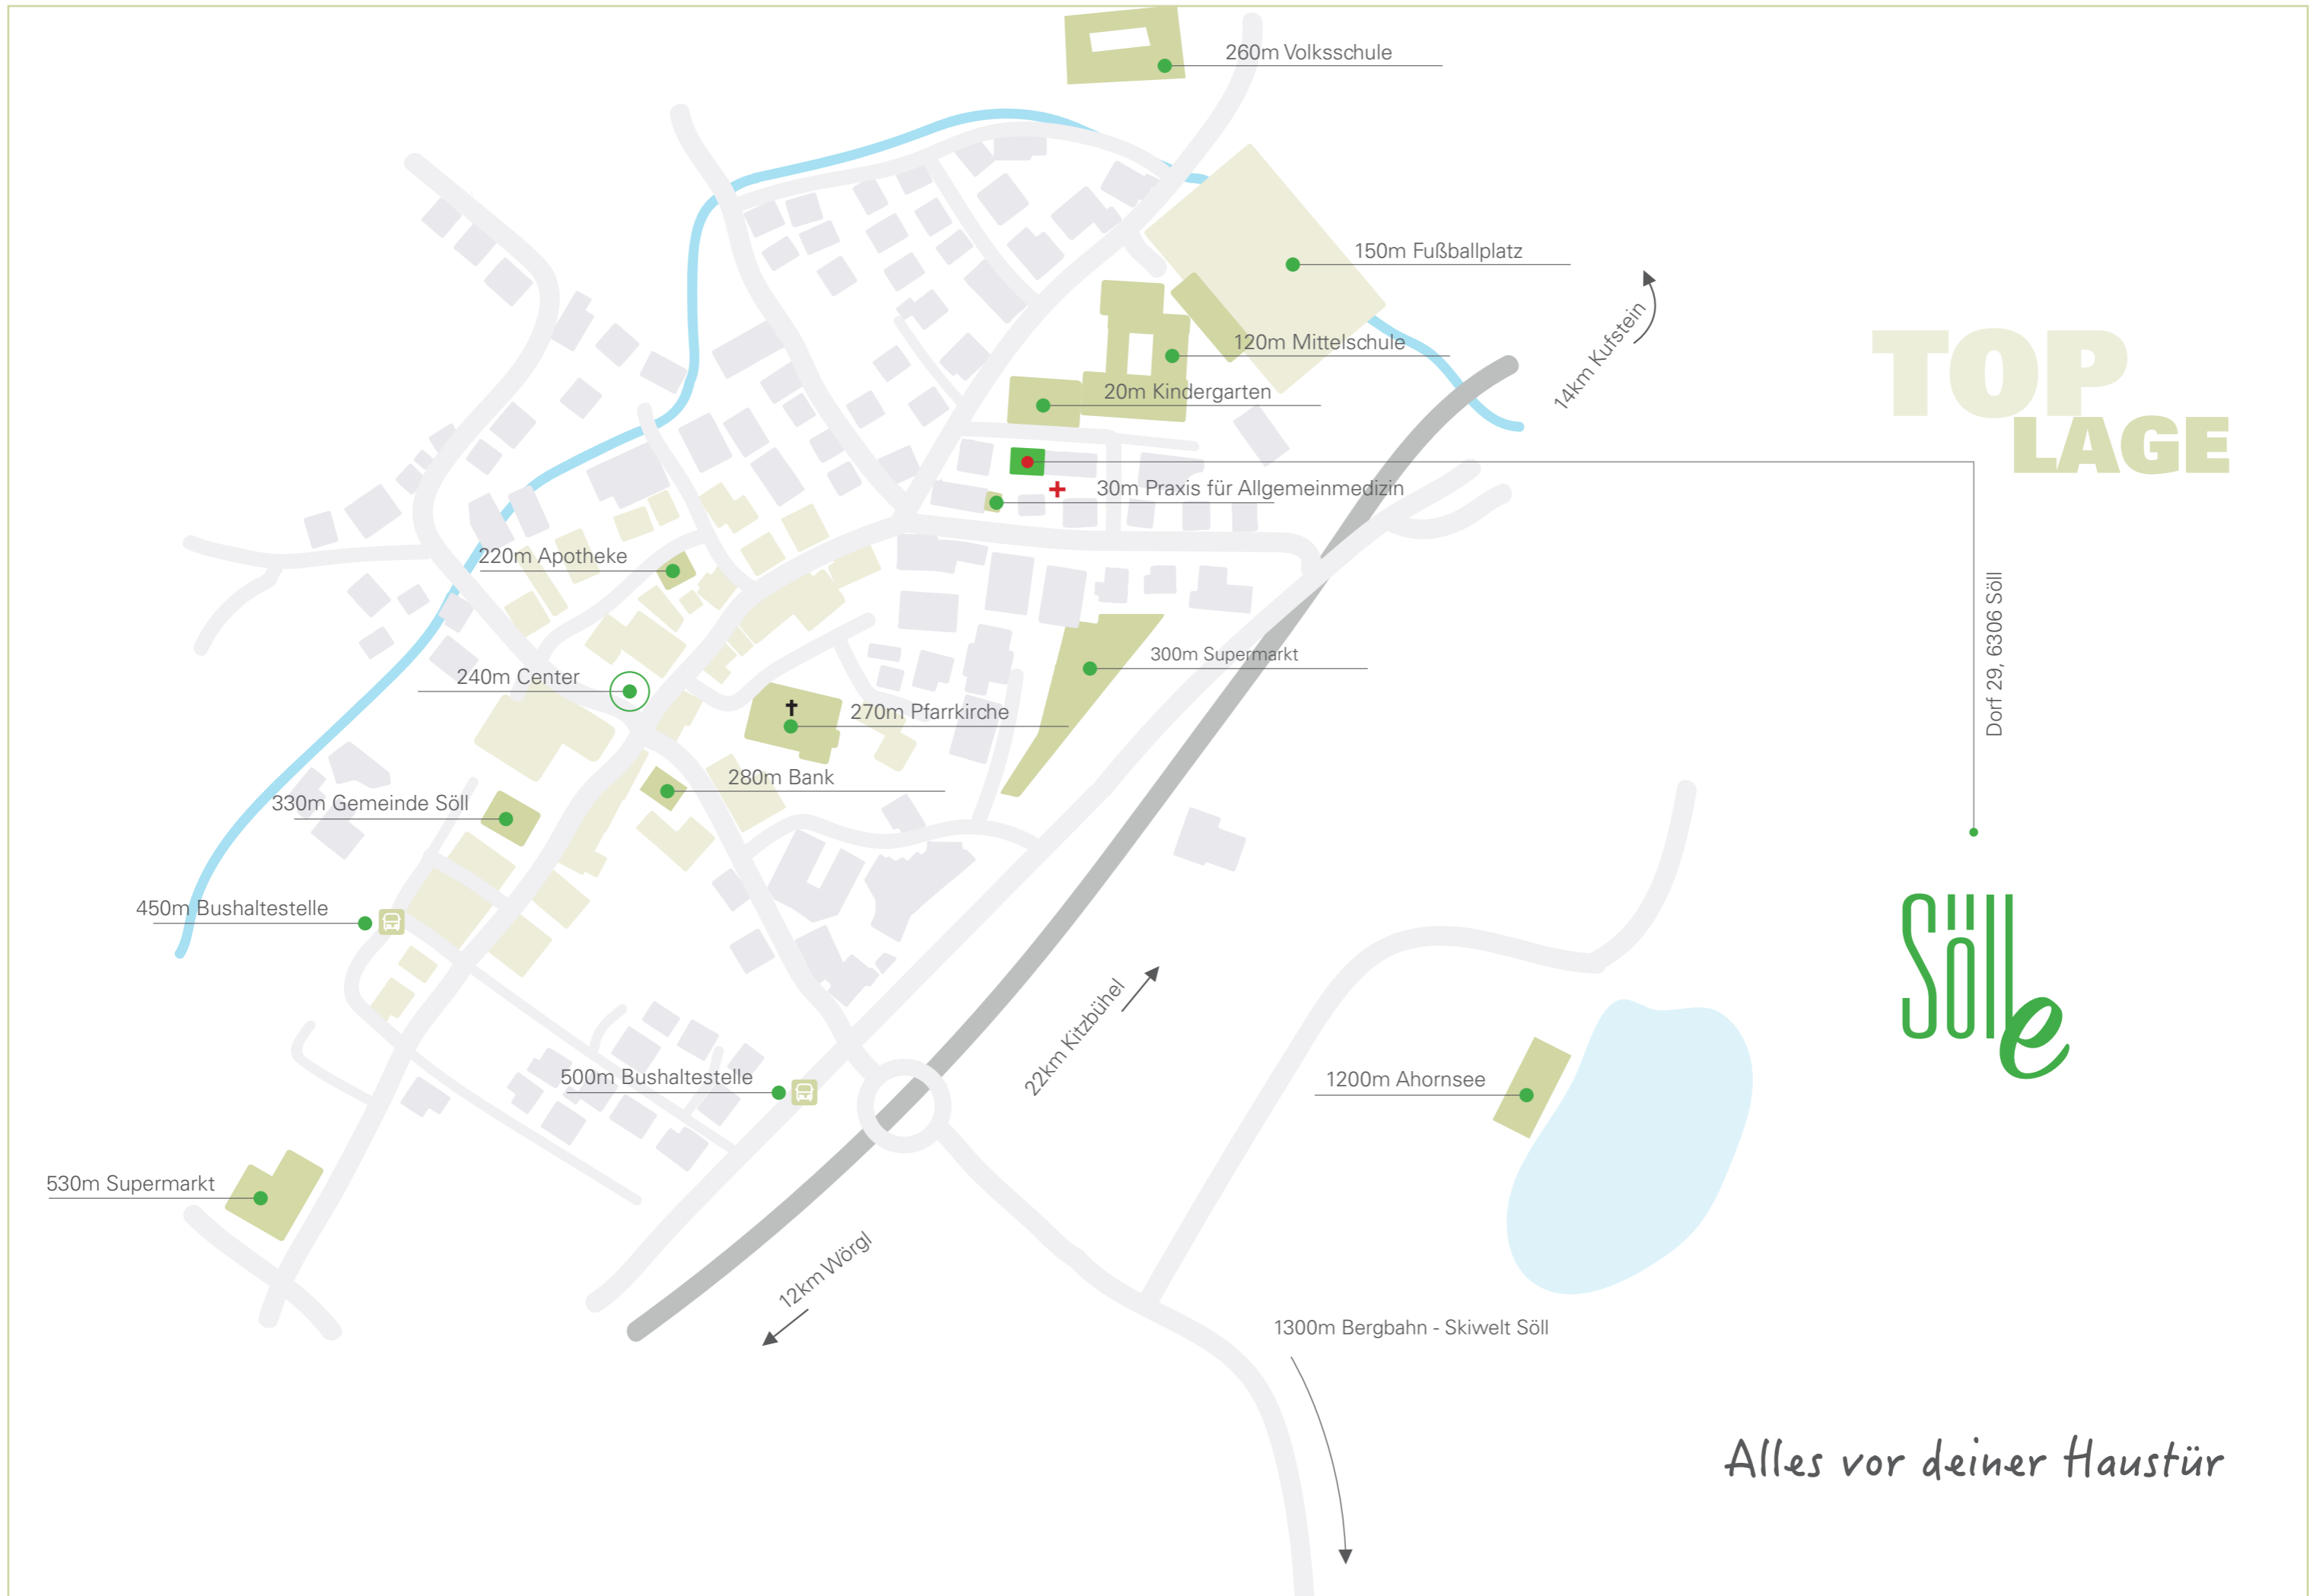 260m Volksschule
150m Fußballplatz
14km Kufstein
TOP
LAGE
120m Mittelschule
20m Kindergarten
30m Praxis für Allgemeinmedizin
220m Apotheke
Dorf 29, 6306 Söll
300m Supermarkt
240m Center
270m Pfarrkirche
280m Bank
330m Gemeinde Söll
450m Bushaltestelle
Sölle
22km Kitzbühel
500m Bushaltestelle
1200m Ahornsee
530m Supermarkt
12km Wörgl
1300m Bergbahn - Skiwelt Söll
Alles vor deiner Haustür